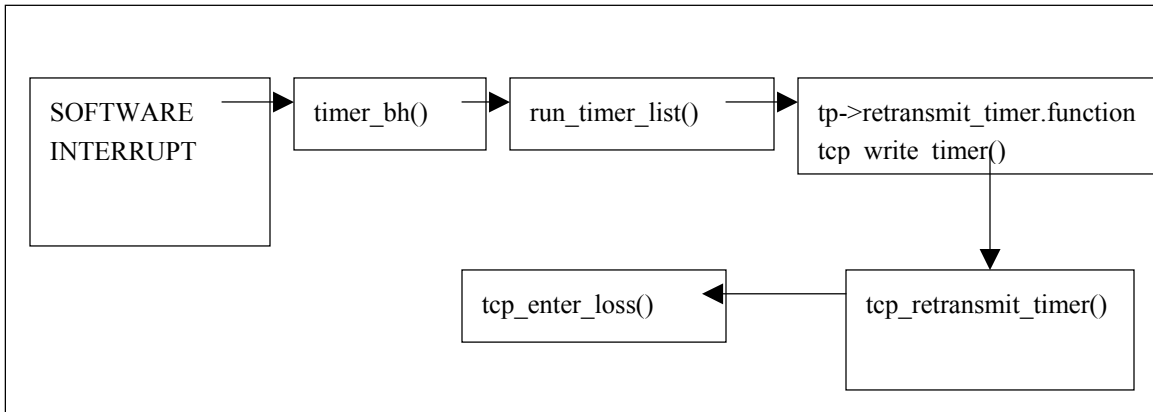 SOFTWARE
INTERRUPT
timer_bh()
run_timer_list()
tp->retransmit_timer.function
tcp_write_timer()
tcp_retransmit_timer()
tcp_enter_loss()